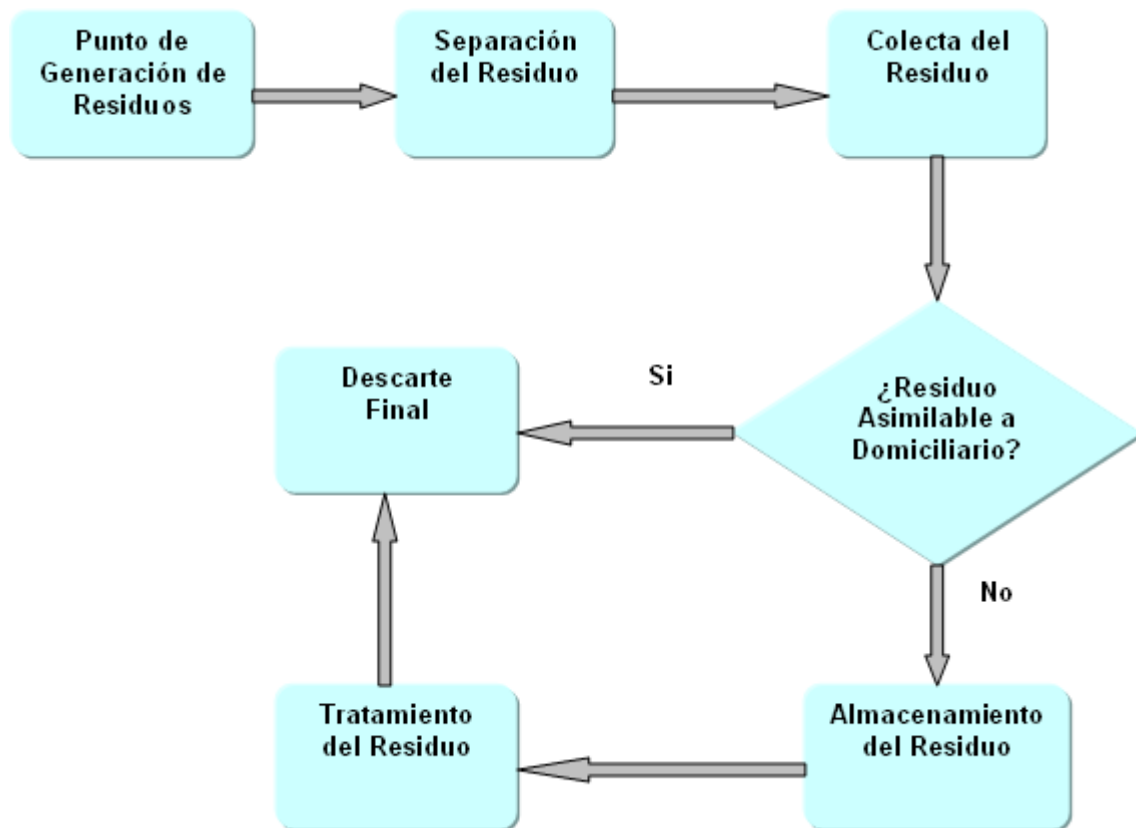 Punto de
Generación de
Residuos
Separación
del Residuo
Colecta del
Residuo
¿Residuo
Asimilable a
Domiciliario?
Si
Descarte
Final
No
Almacenamiento
del Residuo
Tratamiento
del Residuo